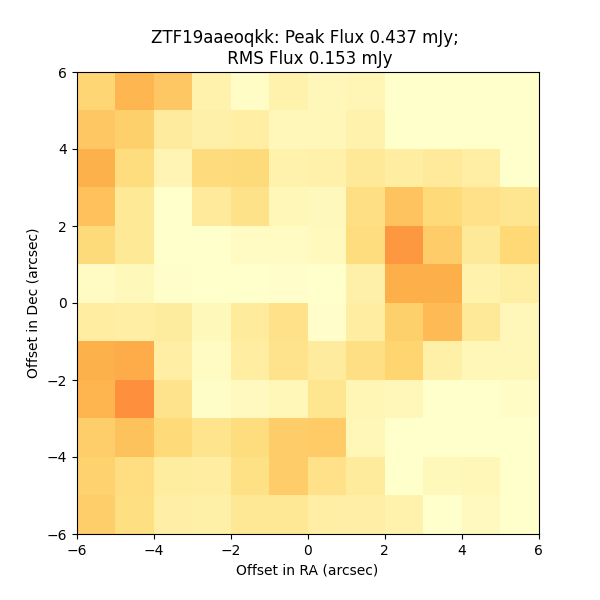 ZTF19aaeoqkk: Peak Flux 0.437 mJy;
RMS Flux 0.153 mJy
6
4
2
0
−2
−4
−6
Offset in Dec (arcsec)
−6 −4 −2 0 2 4 6
Offset in RA (arcsec)